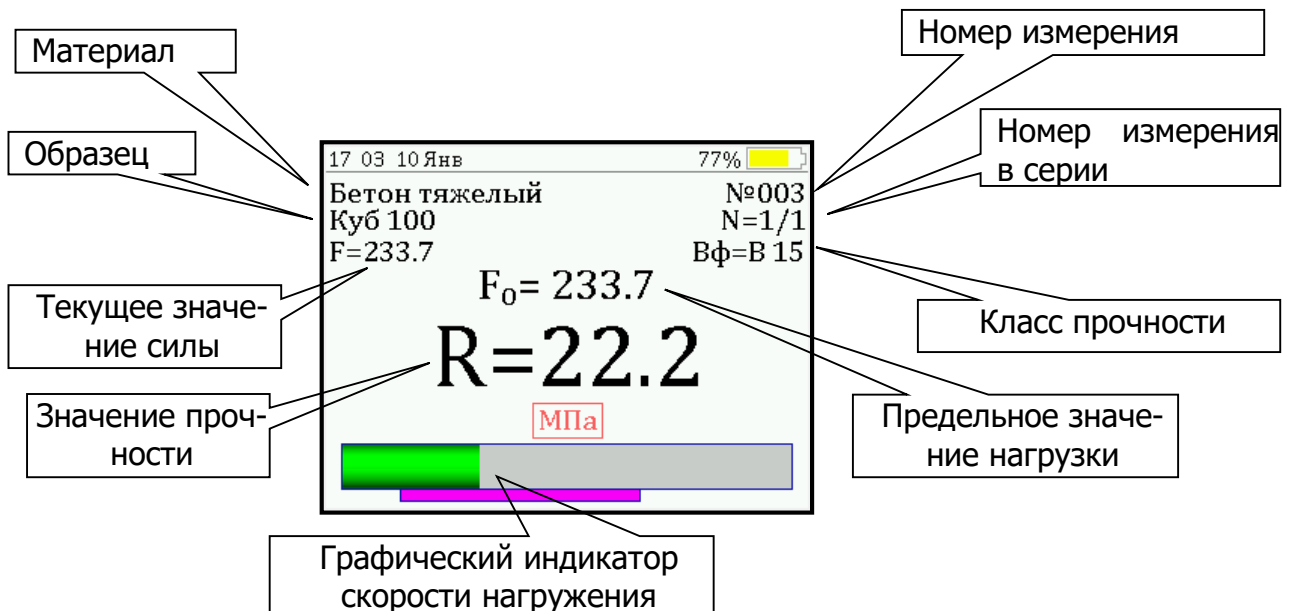 Материал
Номер измерения
Образец
Номер измерения
в серии
17 03 10 Янв 77%
Бетон тяжелый №003
Куб 100 N=1/1
F=233.7 Вф=В 15
F₀= 233.7
R=22.2
МПа
Текущее значе-
ние силы
Класс прочности
Значение проч-
ности
Предельное значе-
ние нагрузки
Графический индикатор
скорости нагружения